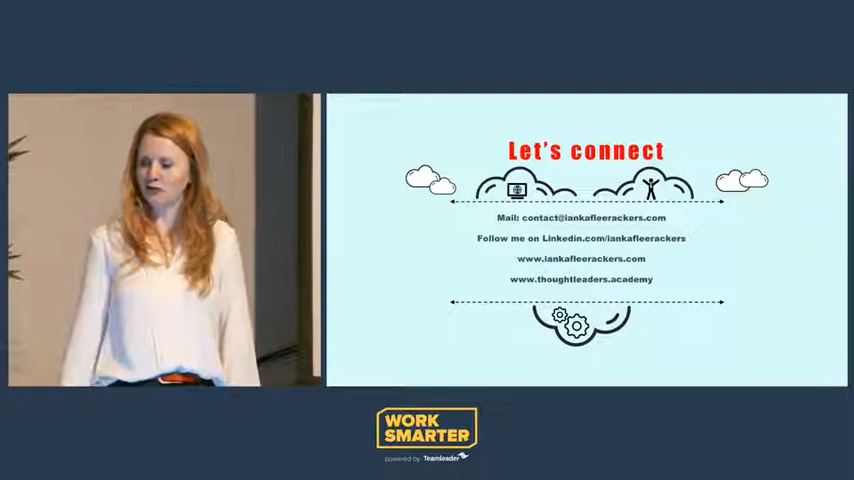 Let's connect
Mail: contact@iankafleerackers.com
Follow me on Linkedin.com/iankafleerackers
www.iankafleerackers.com
www.thoughtleaders.academy
WORK
SMARTER
powered by Teamleader